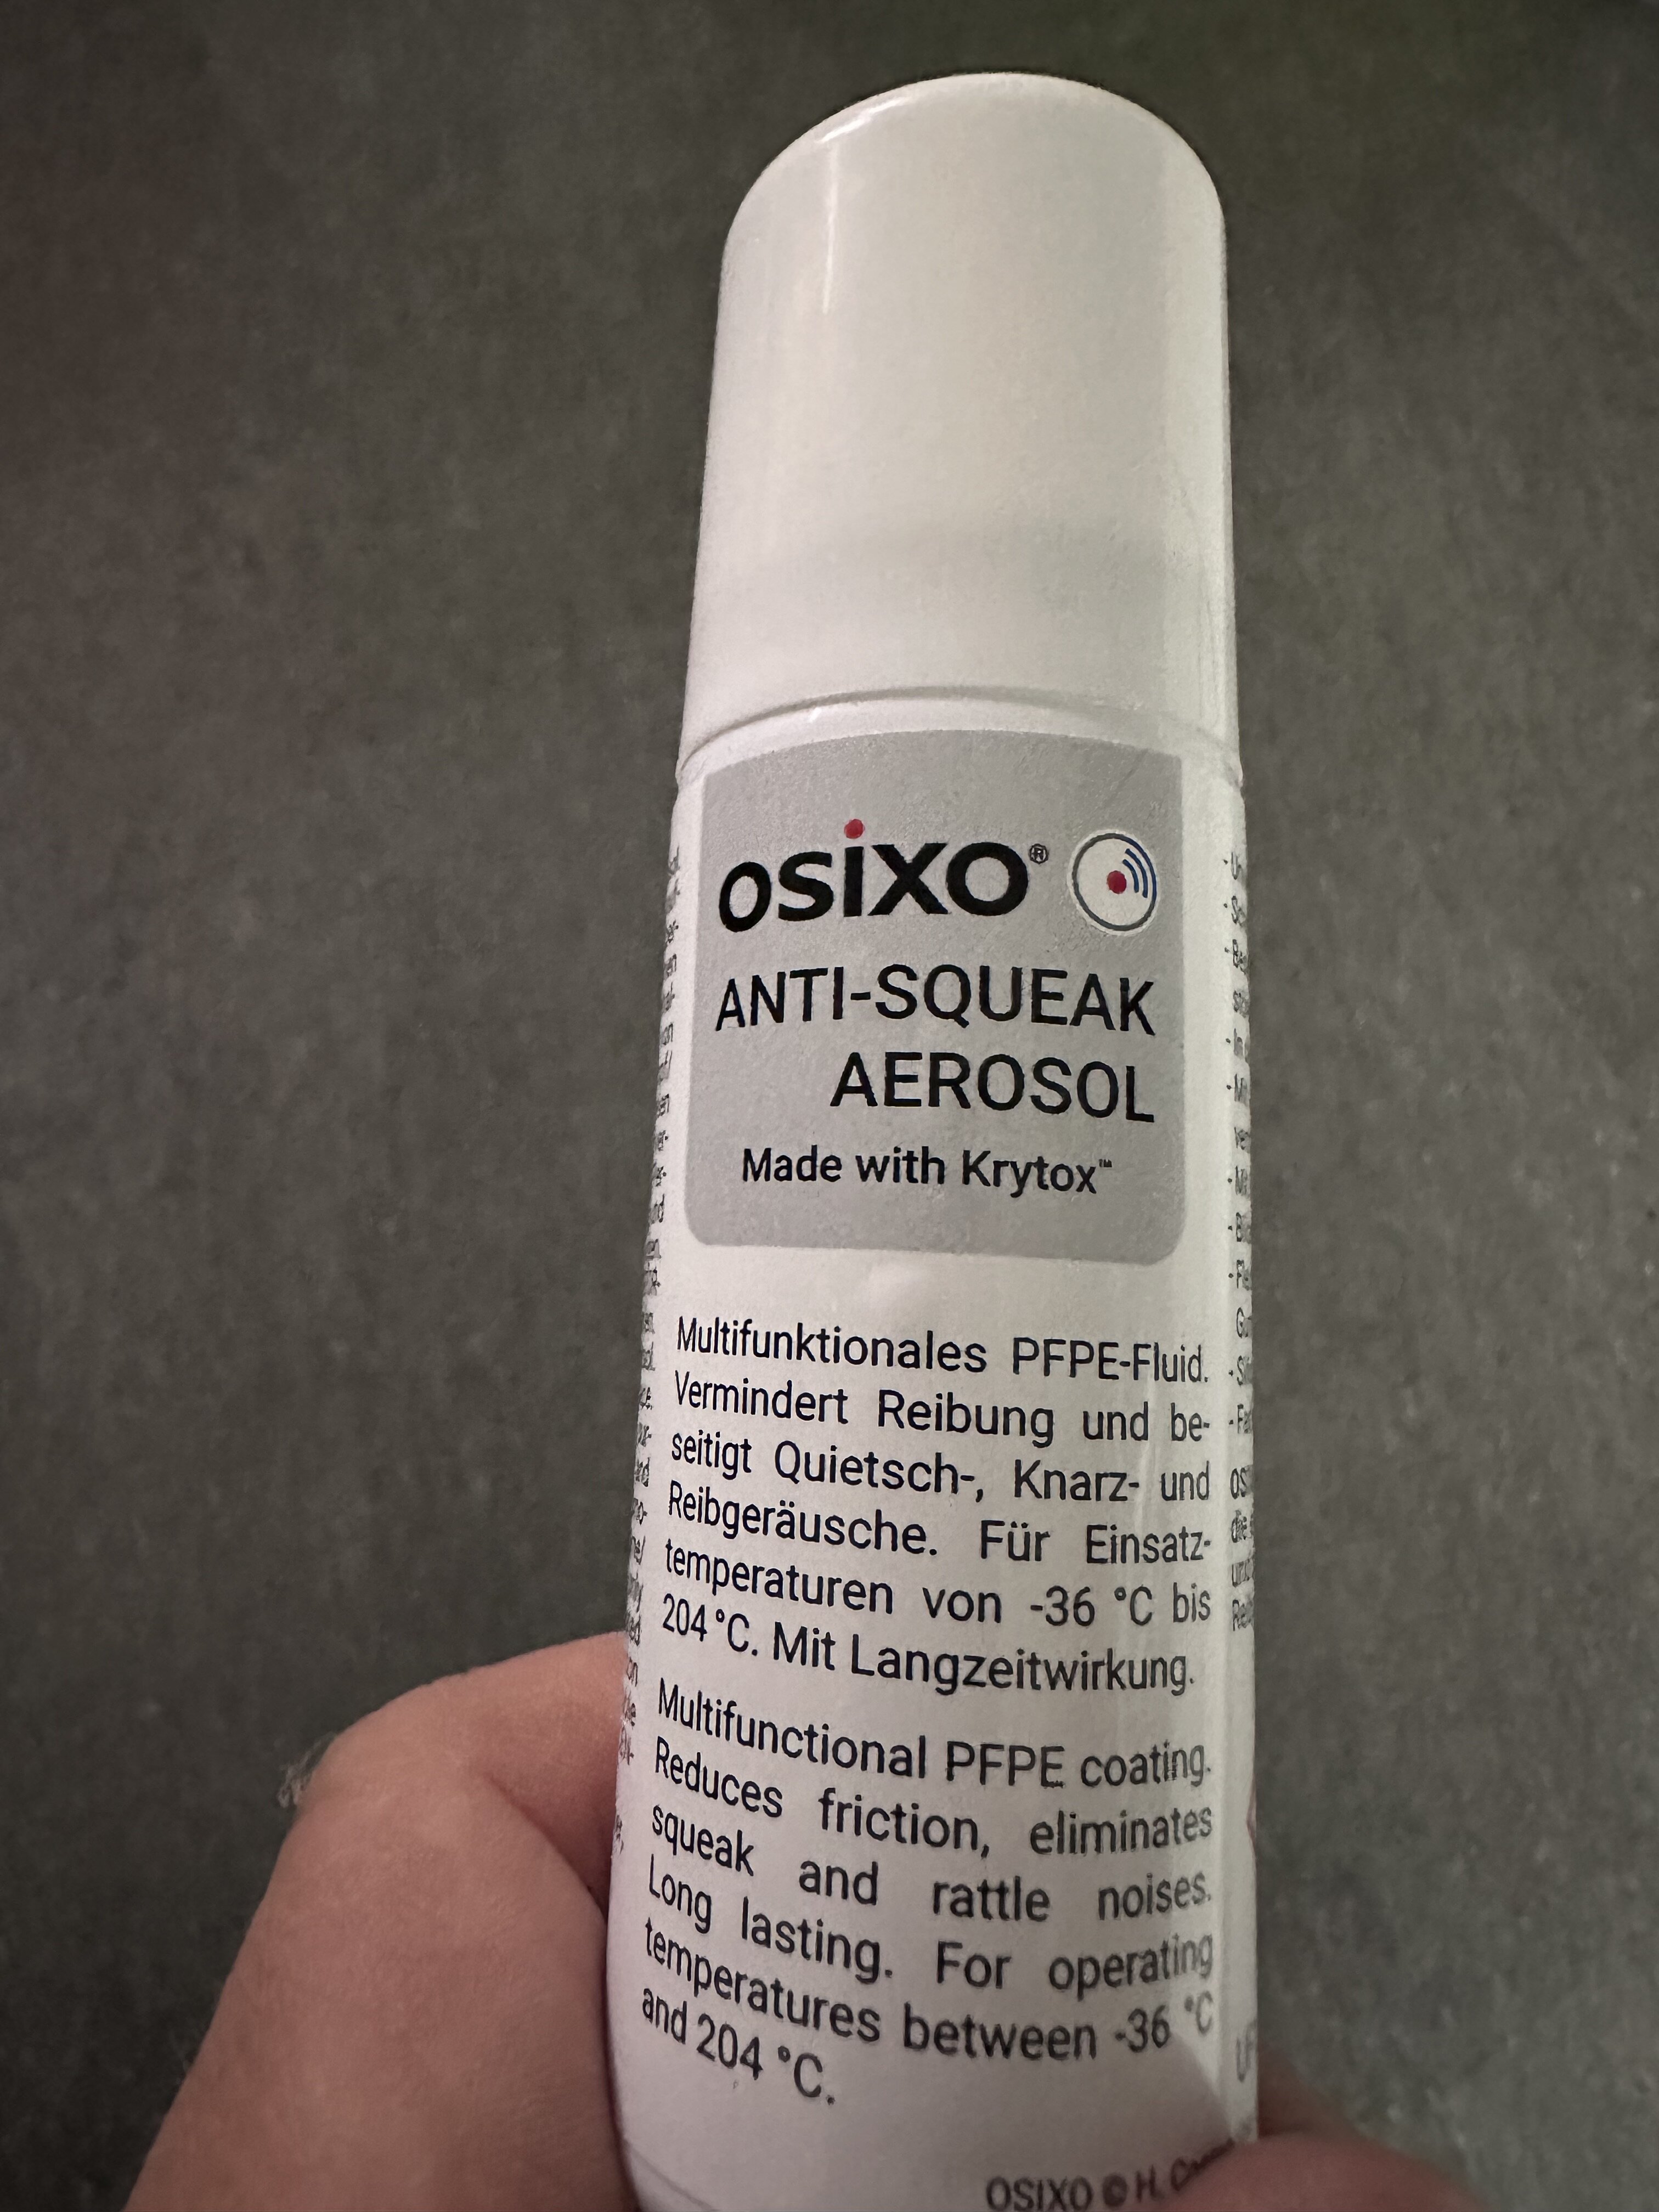 OSIXO®
ANTI-SQUEAK
AEROSOL
Made with Krytox™
Multifunktionales PFPE-Fluid.
Vermindert Reibung und be-
seitigt Quietsch-, Knarz- und
Reibgeräusche. Für Einsatz-
temperaturen von -36 °C bis
204 °C. Mit Langzeitwirkung.
Multifunctional PFPE coating.
Reduces friction, eliminates
squeak and rattle noises.
Long lasting. For operating
temperatures between -36 °C
and 204 °C.
OSIXO © H.